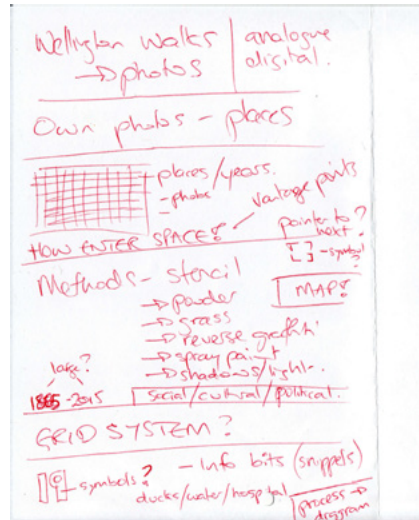 Wellington Walks
→ photos
analogue
digital.
Own photos - places
places/years.
- photos
vantage points
HOW ENTER SPACE?
pointer to next?
[ ] - symbol?
Methods - stencil
→ powder
→ grass
→ reverse graffiti
→ spray paint
→ shadows/light -.
MAP?
large?
1885-2015
social/cultural/political.
GRID SYSTEM?
symbols?
- Info bits (snippets)
ducks/water/hospital
process →
diagram